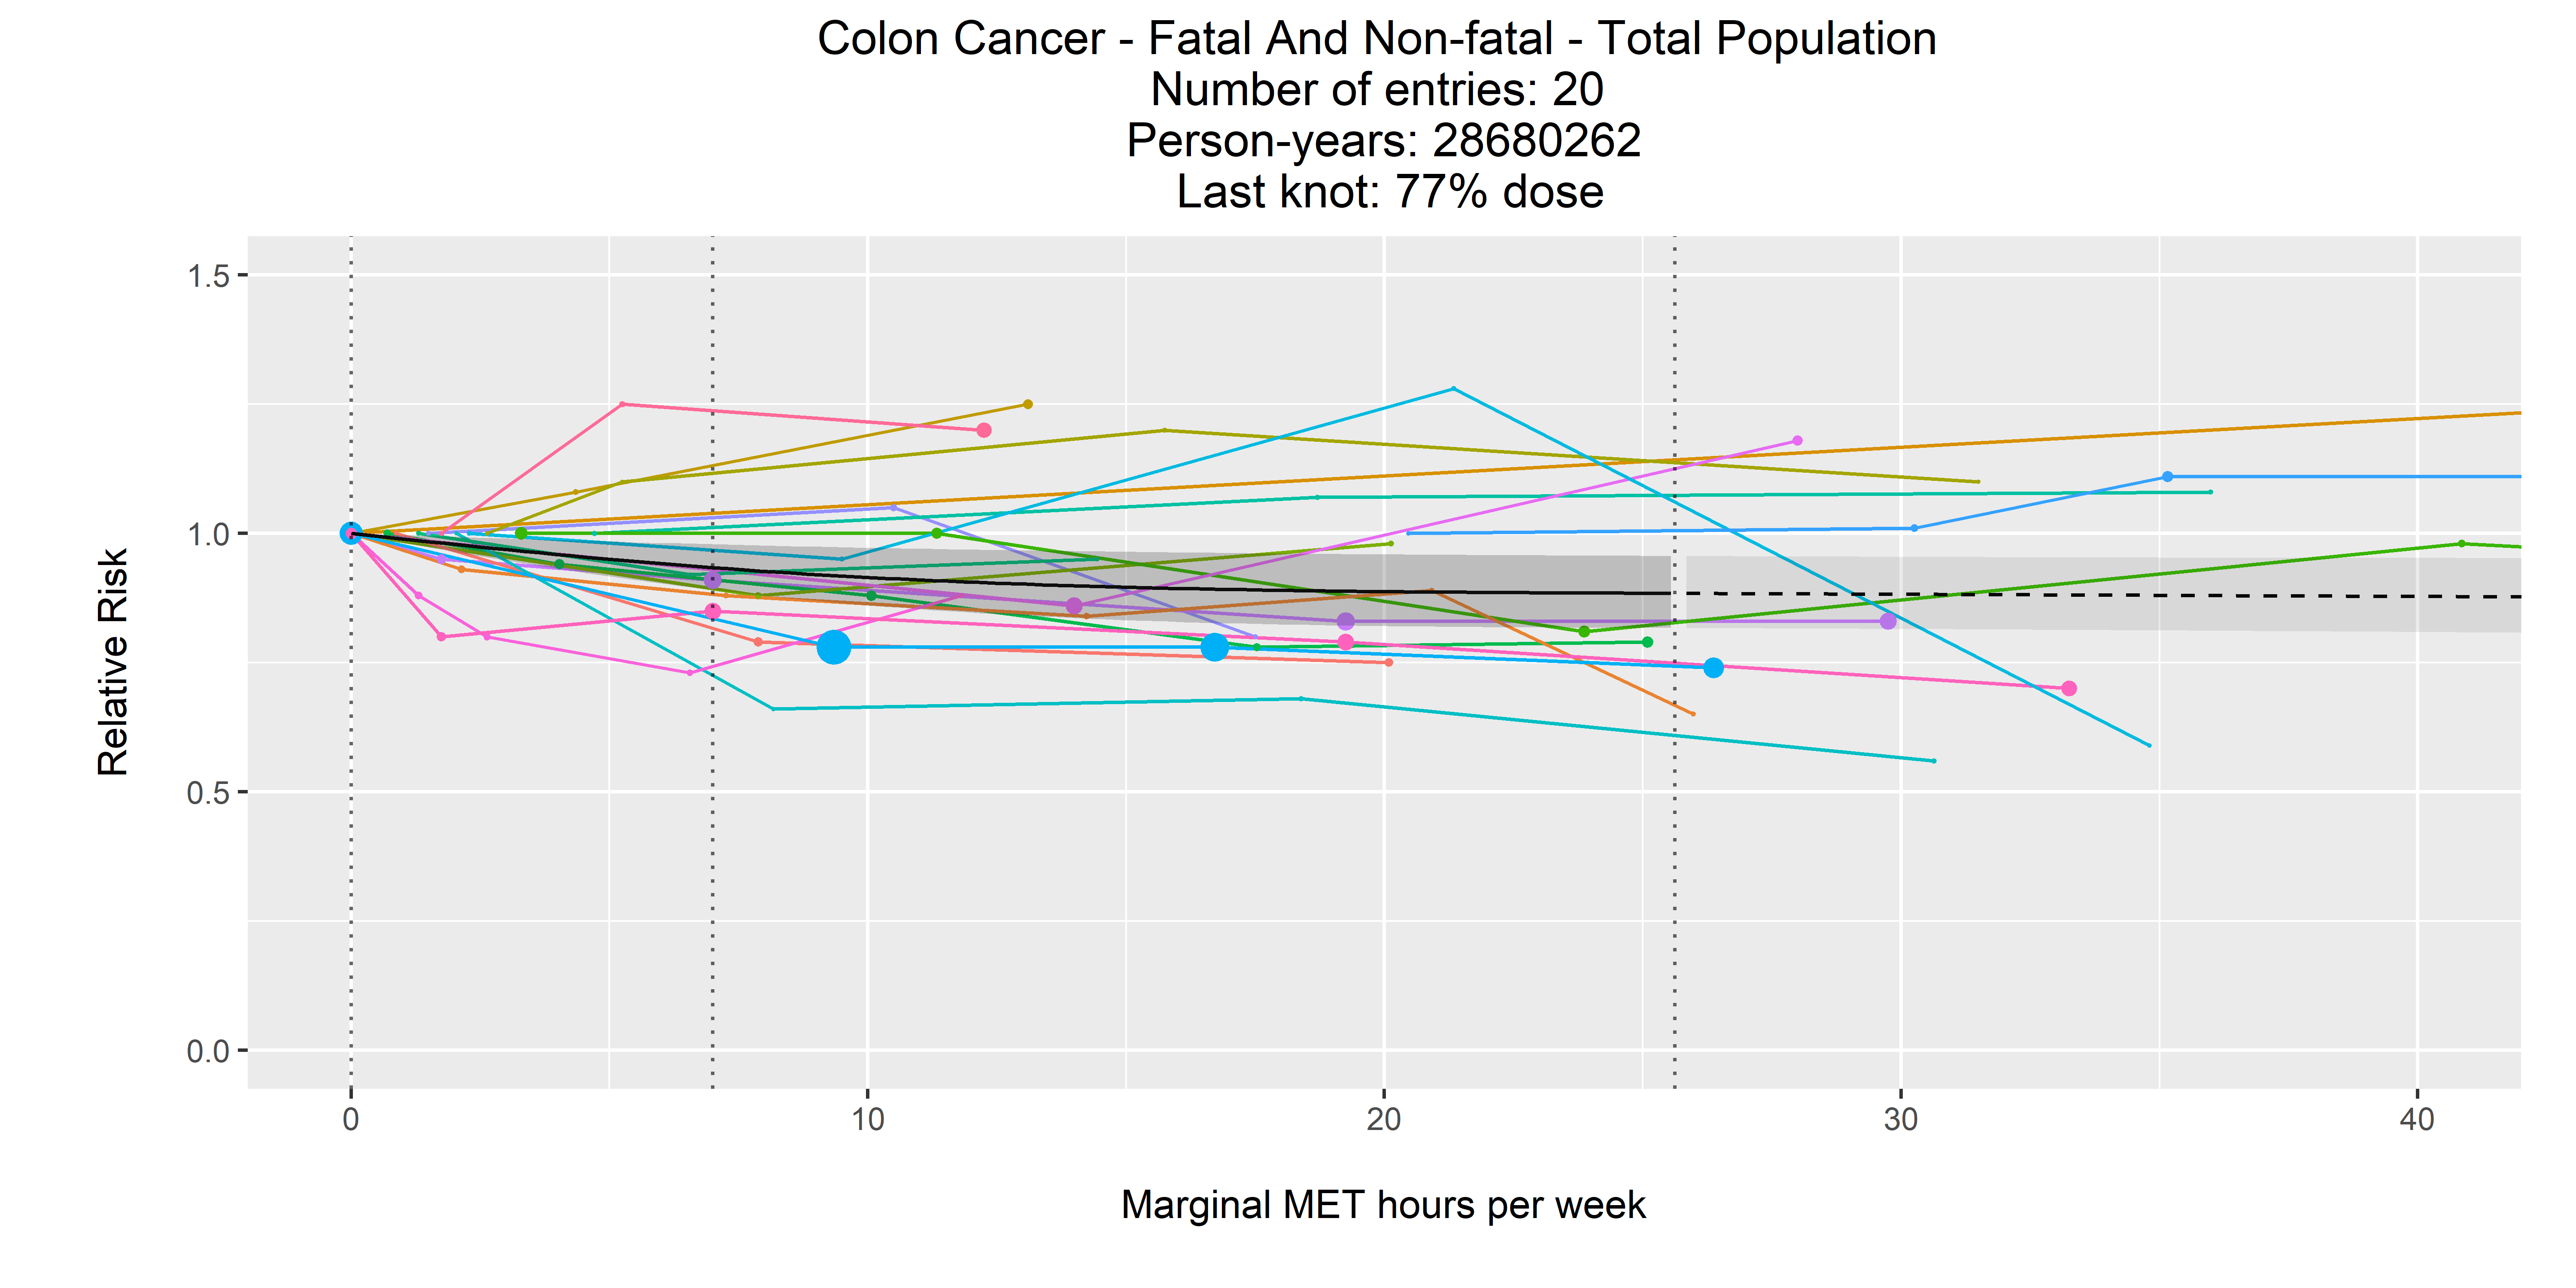 Colon Cancer - Fatal And Non-fatal - Total Population
Number of entries: 20
Person-years: 28680262
Last knot: 77% dose
1.5
1.0
0.5
0.0
Relative Risk
0 10 20 30 40
Marginal MET hours per week